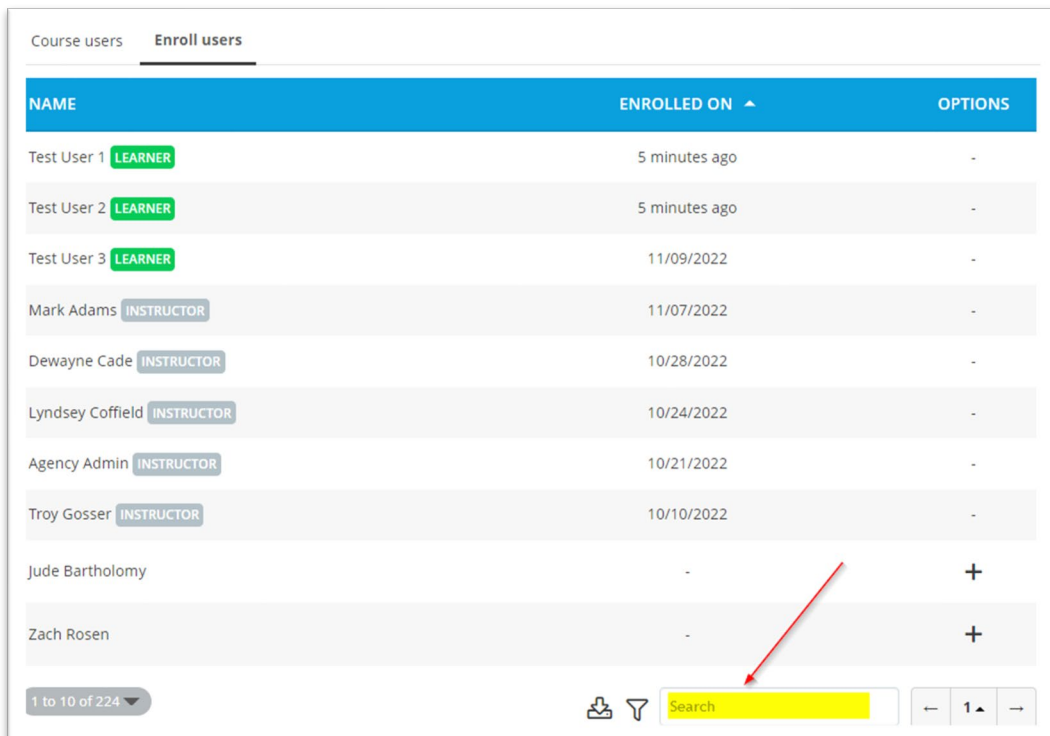 Course users Enroll users
NAME ENROLLED ON OPTIONS
Test User 1 LEARNER 5 minutes ago -
Test User 2 LEARNER 5 minutes ago -
Test User 3 LEARNER 11/09/2022 -
Mark Adams INSTRUCTOR 11/07/2022 -
Dewayne Cade INSTRUCTOR 10/28/2022 -
Lyndsey Coffield INSTRUCTOR 10/24/2022 -
Agency Admin INSTRUCTOR 10/21/2022 -
Troy Gosser INSTRUCTOR 10/10/2022 -
Jude Bartholomy - +
Zach Rosen - +
1 to 10 of 224 Search ← 1 →